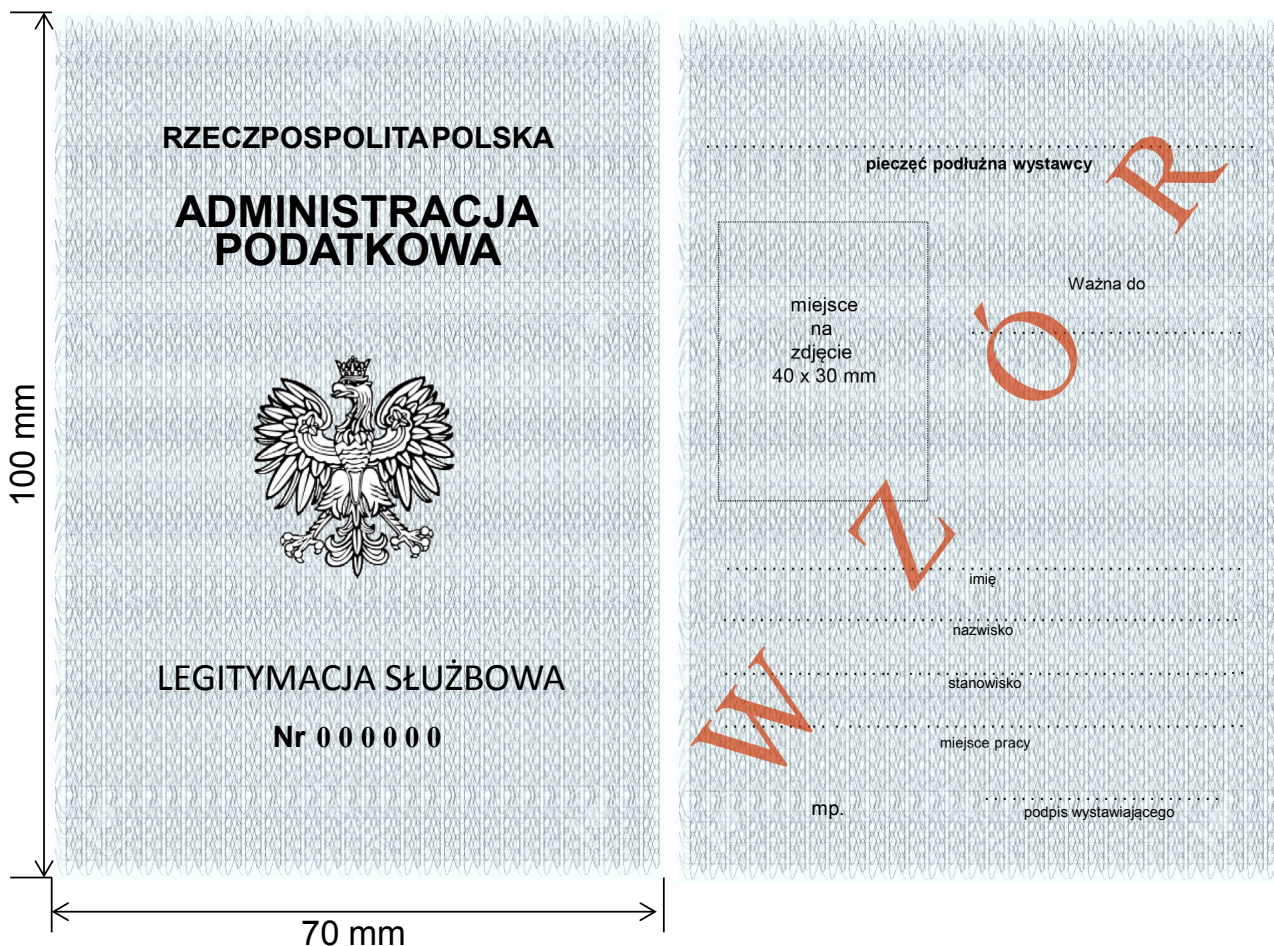 RZECZPOSPOLITA POLSKA
ADMINISTRACJA
PODATKOWA
LEGITYMACJA SŁUŻBOWA
Nr 000000
100 mm
70 mm
pieczęć podłużna wystawcy
miejsce
na
zdjęcie
40 x 30 mm
Ważna do
imię
nazwisko
stanowisko
miejsce pracy
mp.
podpis wystawiającego
WZÓR